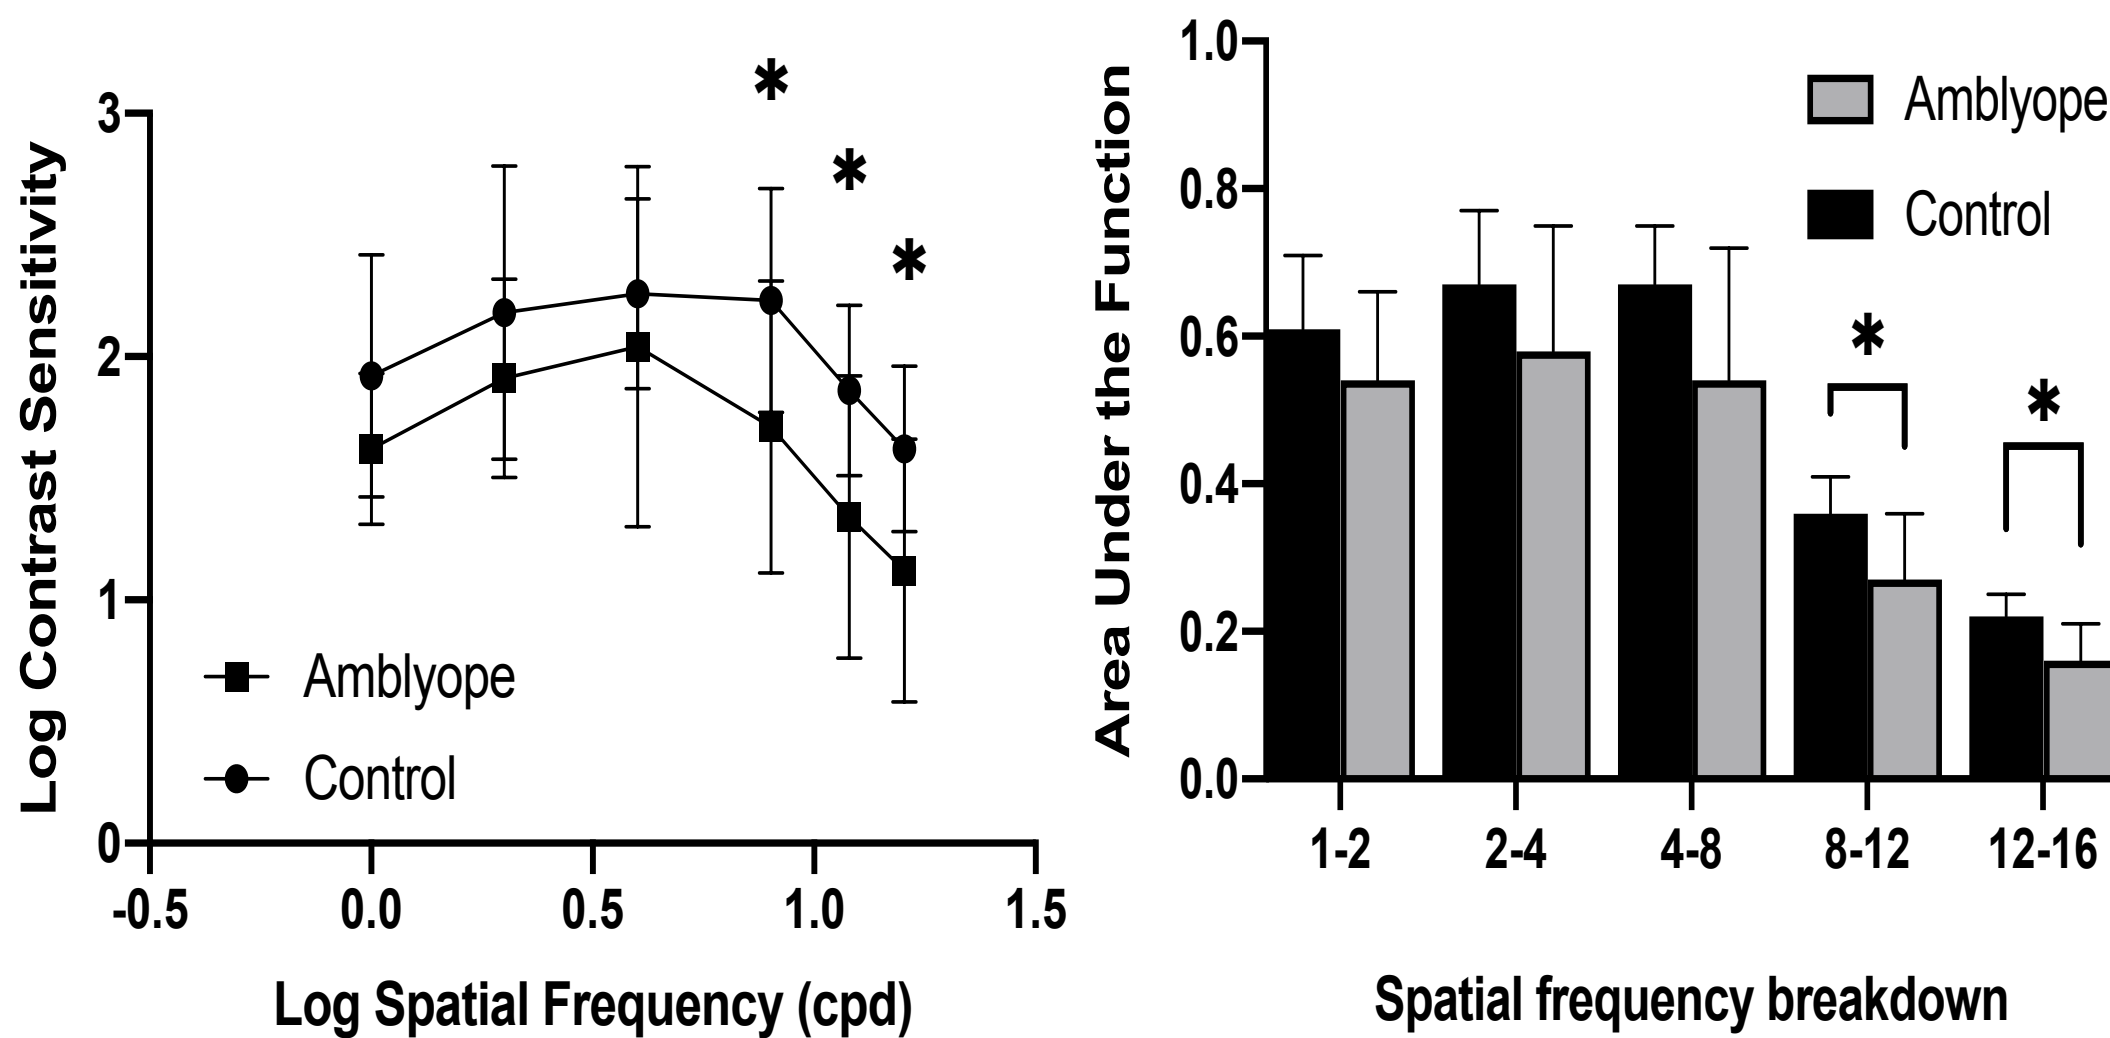 Log Contrast Sensitivity
3
2
1
0
-0.5 0.0 0.5 1.0 1.5
Log Spatial Frequency (cpd)
Amblyope
Control
*
*
*
Area Under the Function
1.0
0.8
0.6
0.4
0.2
0.0
1-2 2-4 4-8 8-12 12-16
Spatial frequency breakdown
Amblyope
Control
*
*